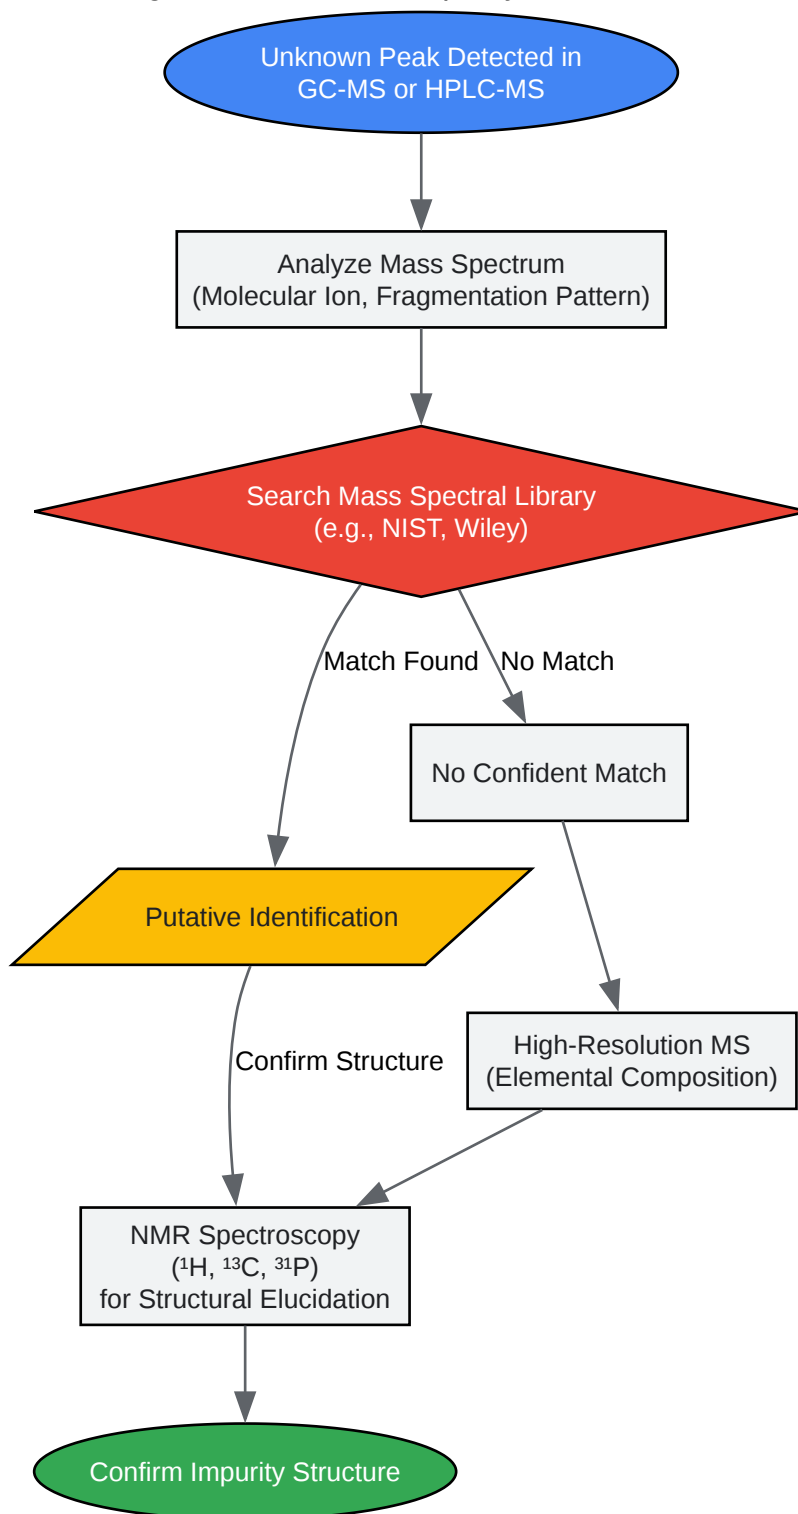 Unknown Peak Detected in
GC-MS or HPLC-MS
Analyze Mass Spectrum
(Molecular Ion, Fragmentation Pattern)
Search Mass Spectral Library
(e.g., NIST, Wiley)
Match Found
No Match
No Confident Match
Putative Identification
High-Resolution MS
(Elemental Composition)
Confirm Structure
NMR Spectroscopy
(¹H, ¹³C, ³¹P)
for Structural Elucidation
Confirm Impurity Structure